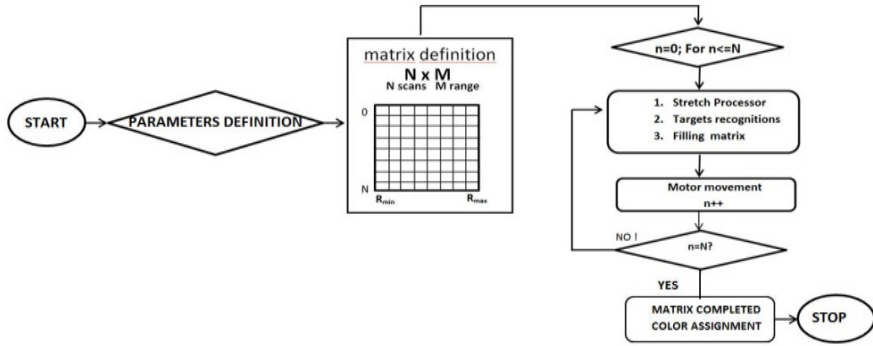 START
PARAMETERS DEFINITION
matrix definition
N x M
N scans M range
0
N
Rmin
Rmax
n=0; For n<=N
1. Stretch Processor
2. Targets recognitions
3. Filling matrix
Motor movement
n++
NO !
n=N?
YES
MATRIX COMPLETED
COLOR ASSIGNMENT
STOP